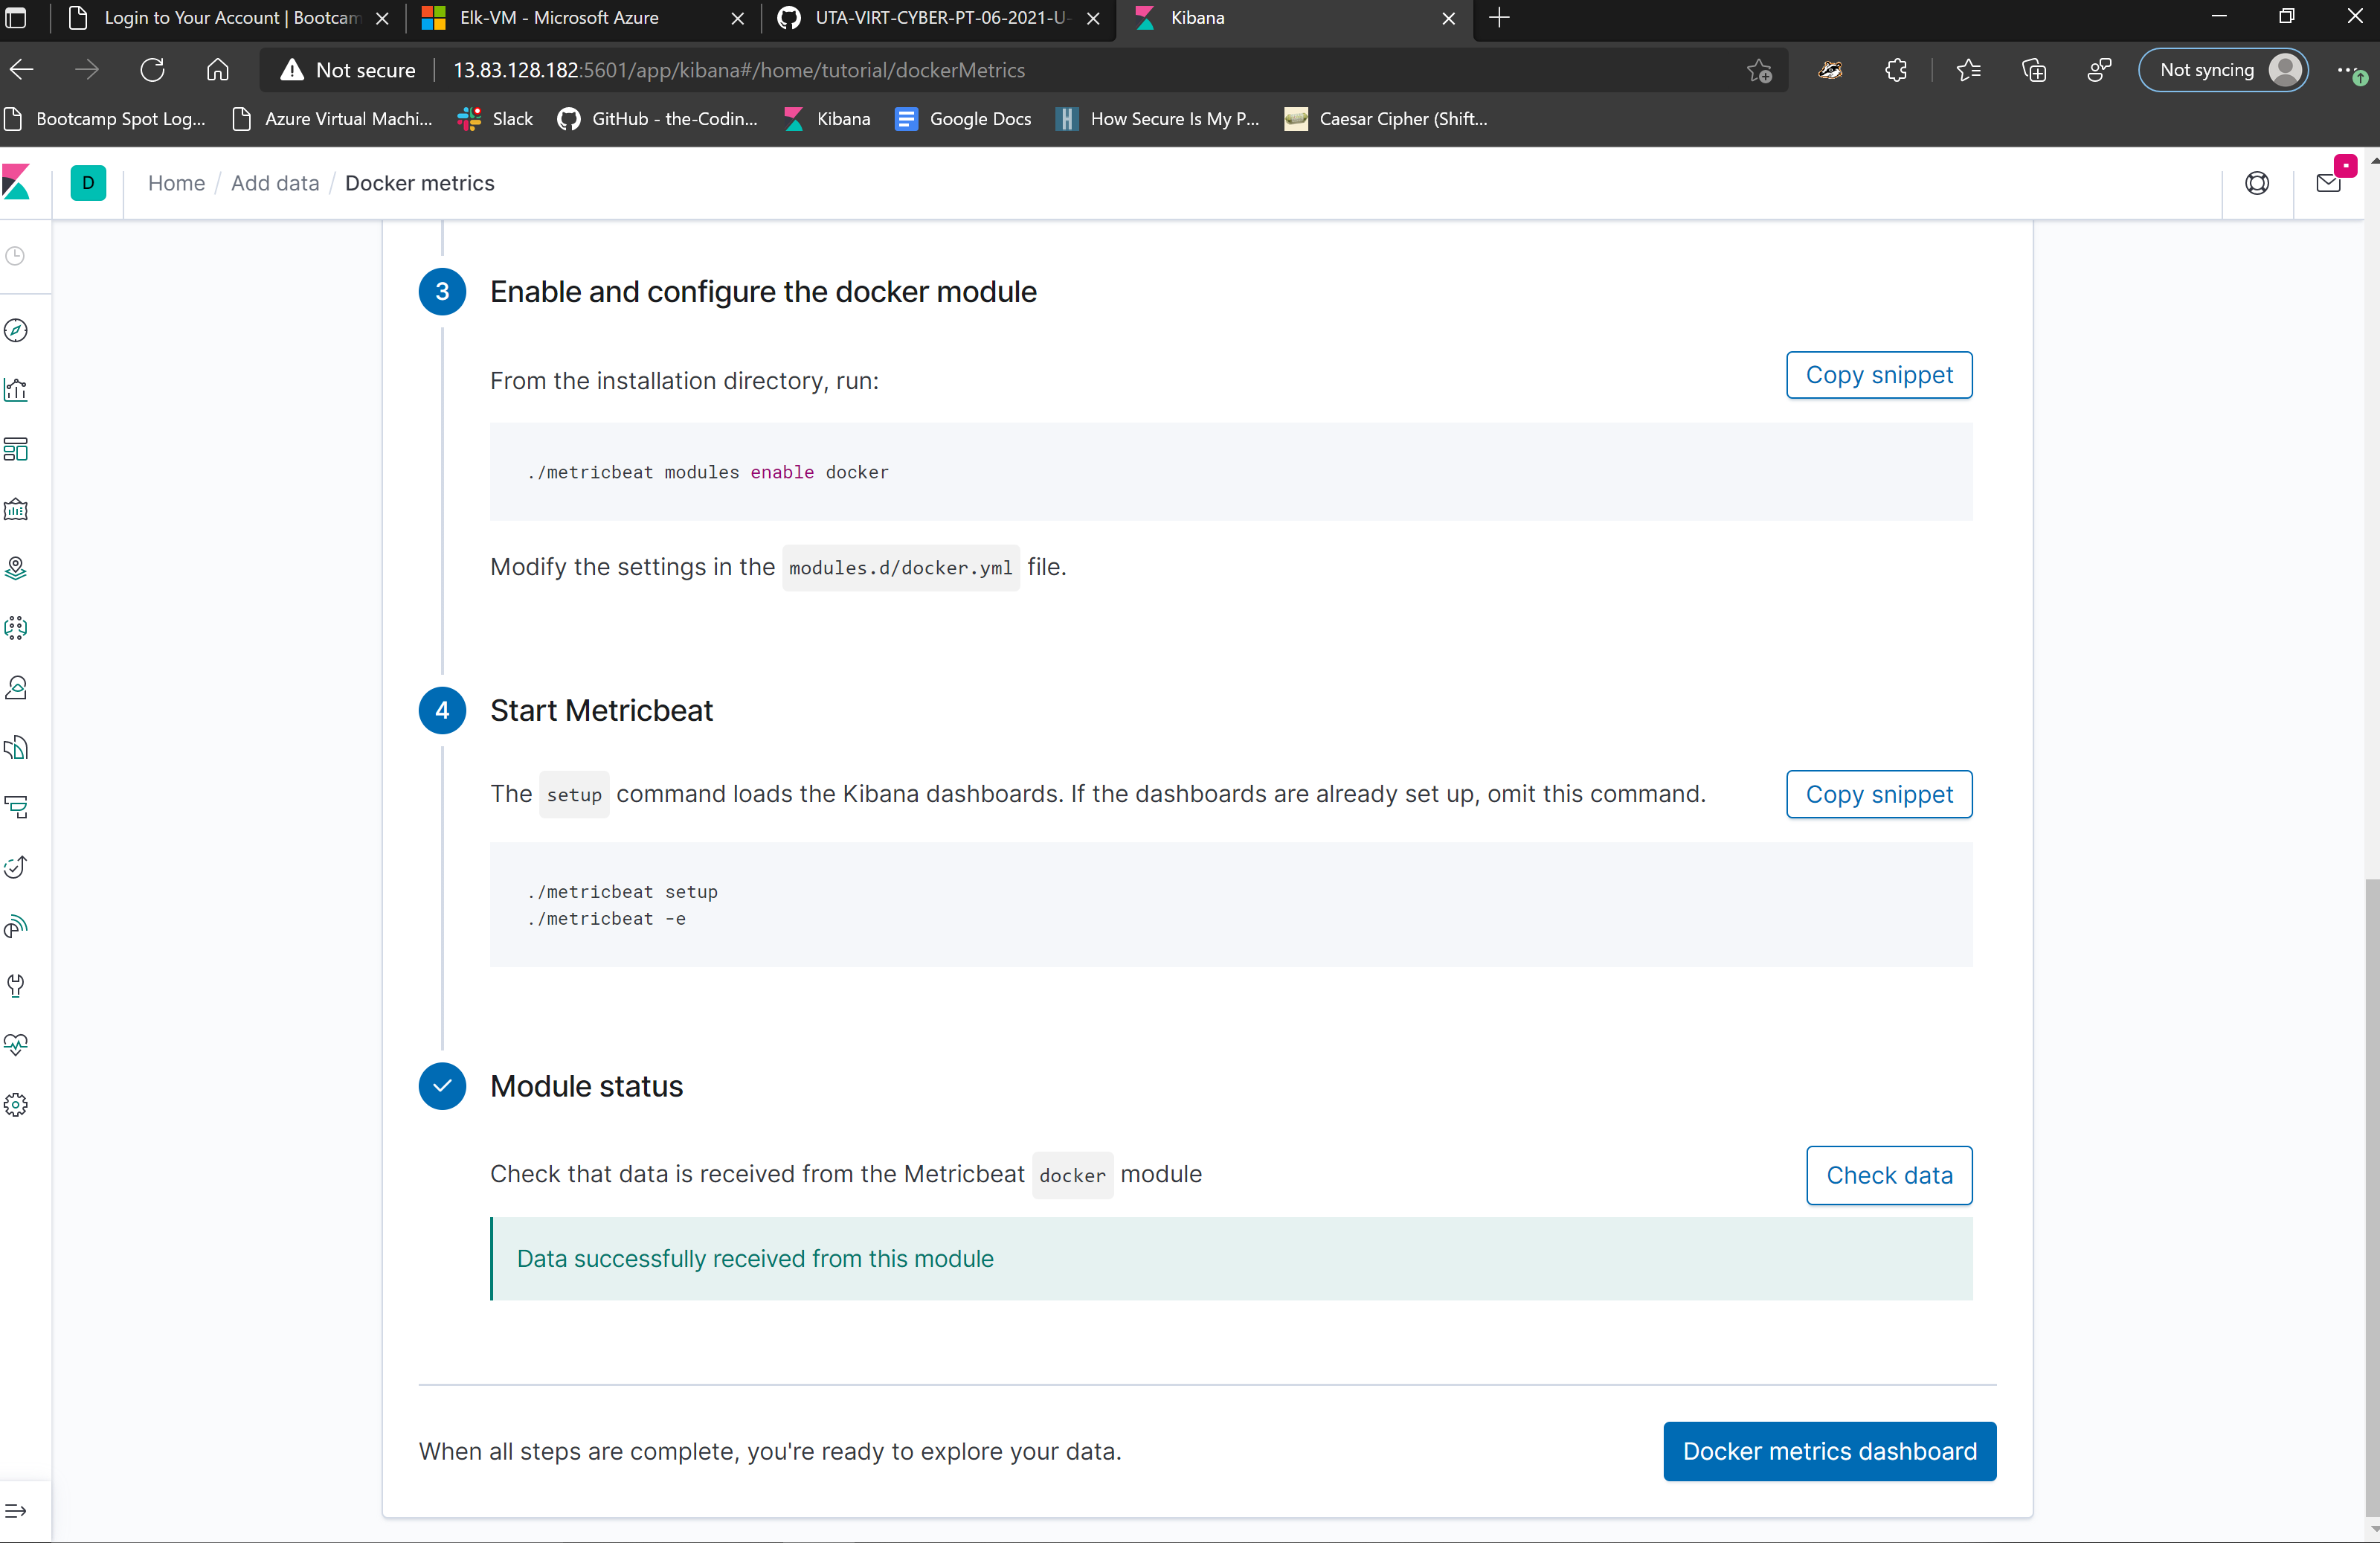 Login to Your Account | Bootcam
Elk-VM - Microsoft Azure
UTA-VIRT-CYBER-PT-06-2021-U-
Kibana
Not secure
13.83.128.182:5601/app/kibana#/home/tutorial/dockerMetrics
Not syncing
Bootcamp Spot Log...
Azure Virtual Machi...
Slack
GitHub - the-Codin...
Kibana
Google Docs
How Secure Is My P...
Caesar Cipher (Shift...
D
Home / Add data / Docker metrics
3 Enable and configure the docker module
From the installation directory, run:
Copy snippet
./metricbeat modules enable docker
Modify the settings in the modules.d/docker.yml file.
4 Start Metricbeat
The setup command loads the Kibana dashboards. If the dashboards are already set up, omit this command.
Copy snippet
./metricbeat setup
./metricbeat -e
Module status
Check that data is received from the Metricbeat docker module
Check data
Data successfully received from this module
When all steps are complete, you're ready to explore your data.
Docker metrics dashboard